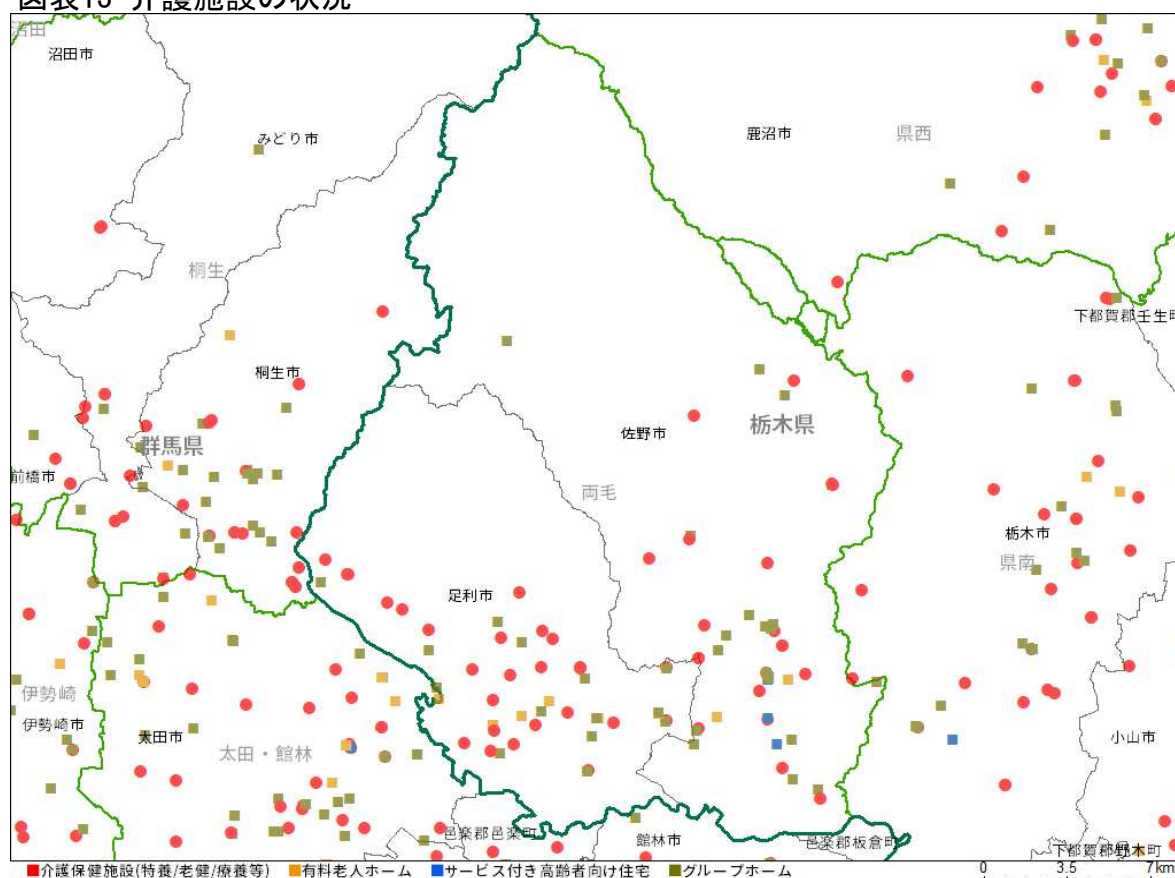 図表15 介護施設の状況
沼田
沼田市
みどり市
鹿沼市
県西
桐生
下都賀郡壬生町
桐生市
佐野市
栃木県
群馬県
前橋市
両毛
栃木市
県南
足利市
伊勢崎
伊勢崎市
太田市
太田・館林
小山市
邑楽郡邑楽町
館林市
邑楽郡板倉町
下都賀郡野木町
介護保健施設(特養/老健/療養等) 有料老人ホーム サービス付き高齢者向け住宅 グループホーム
0 3.5 7km